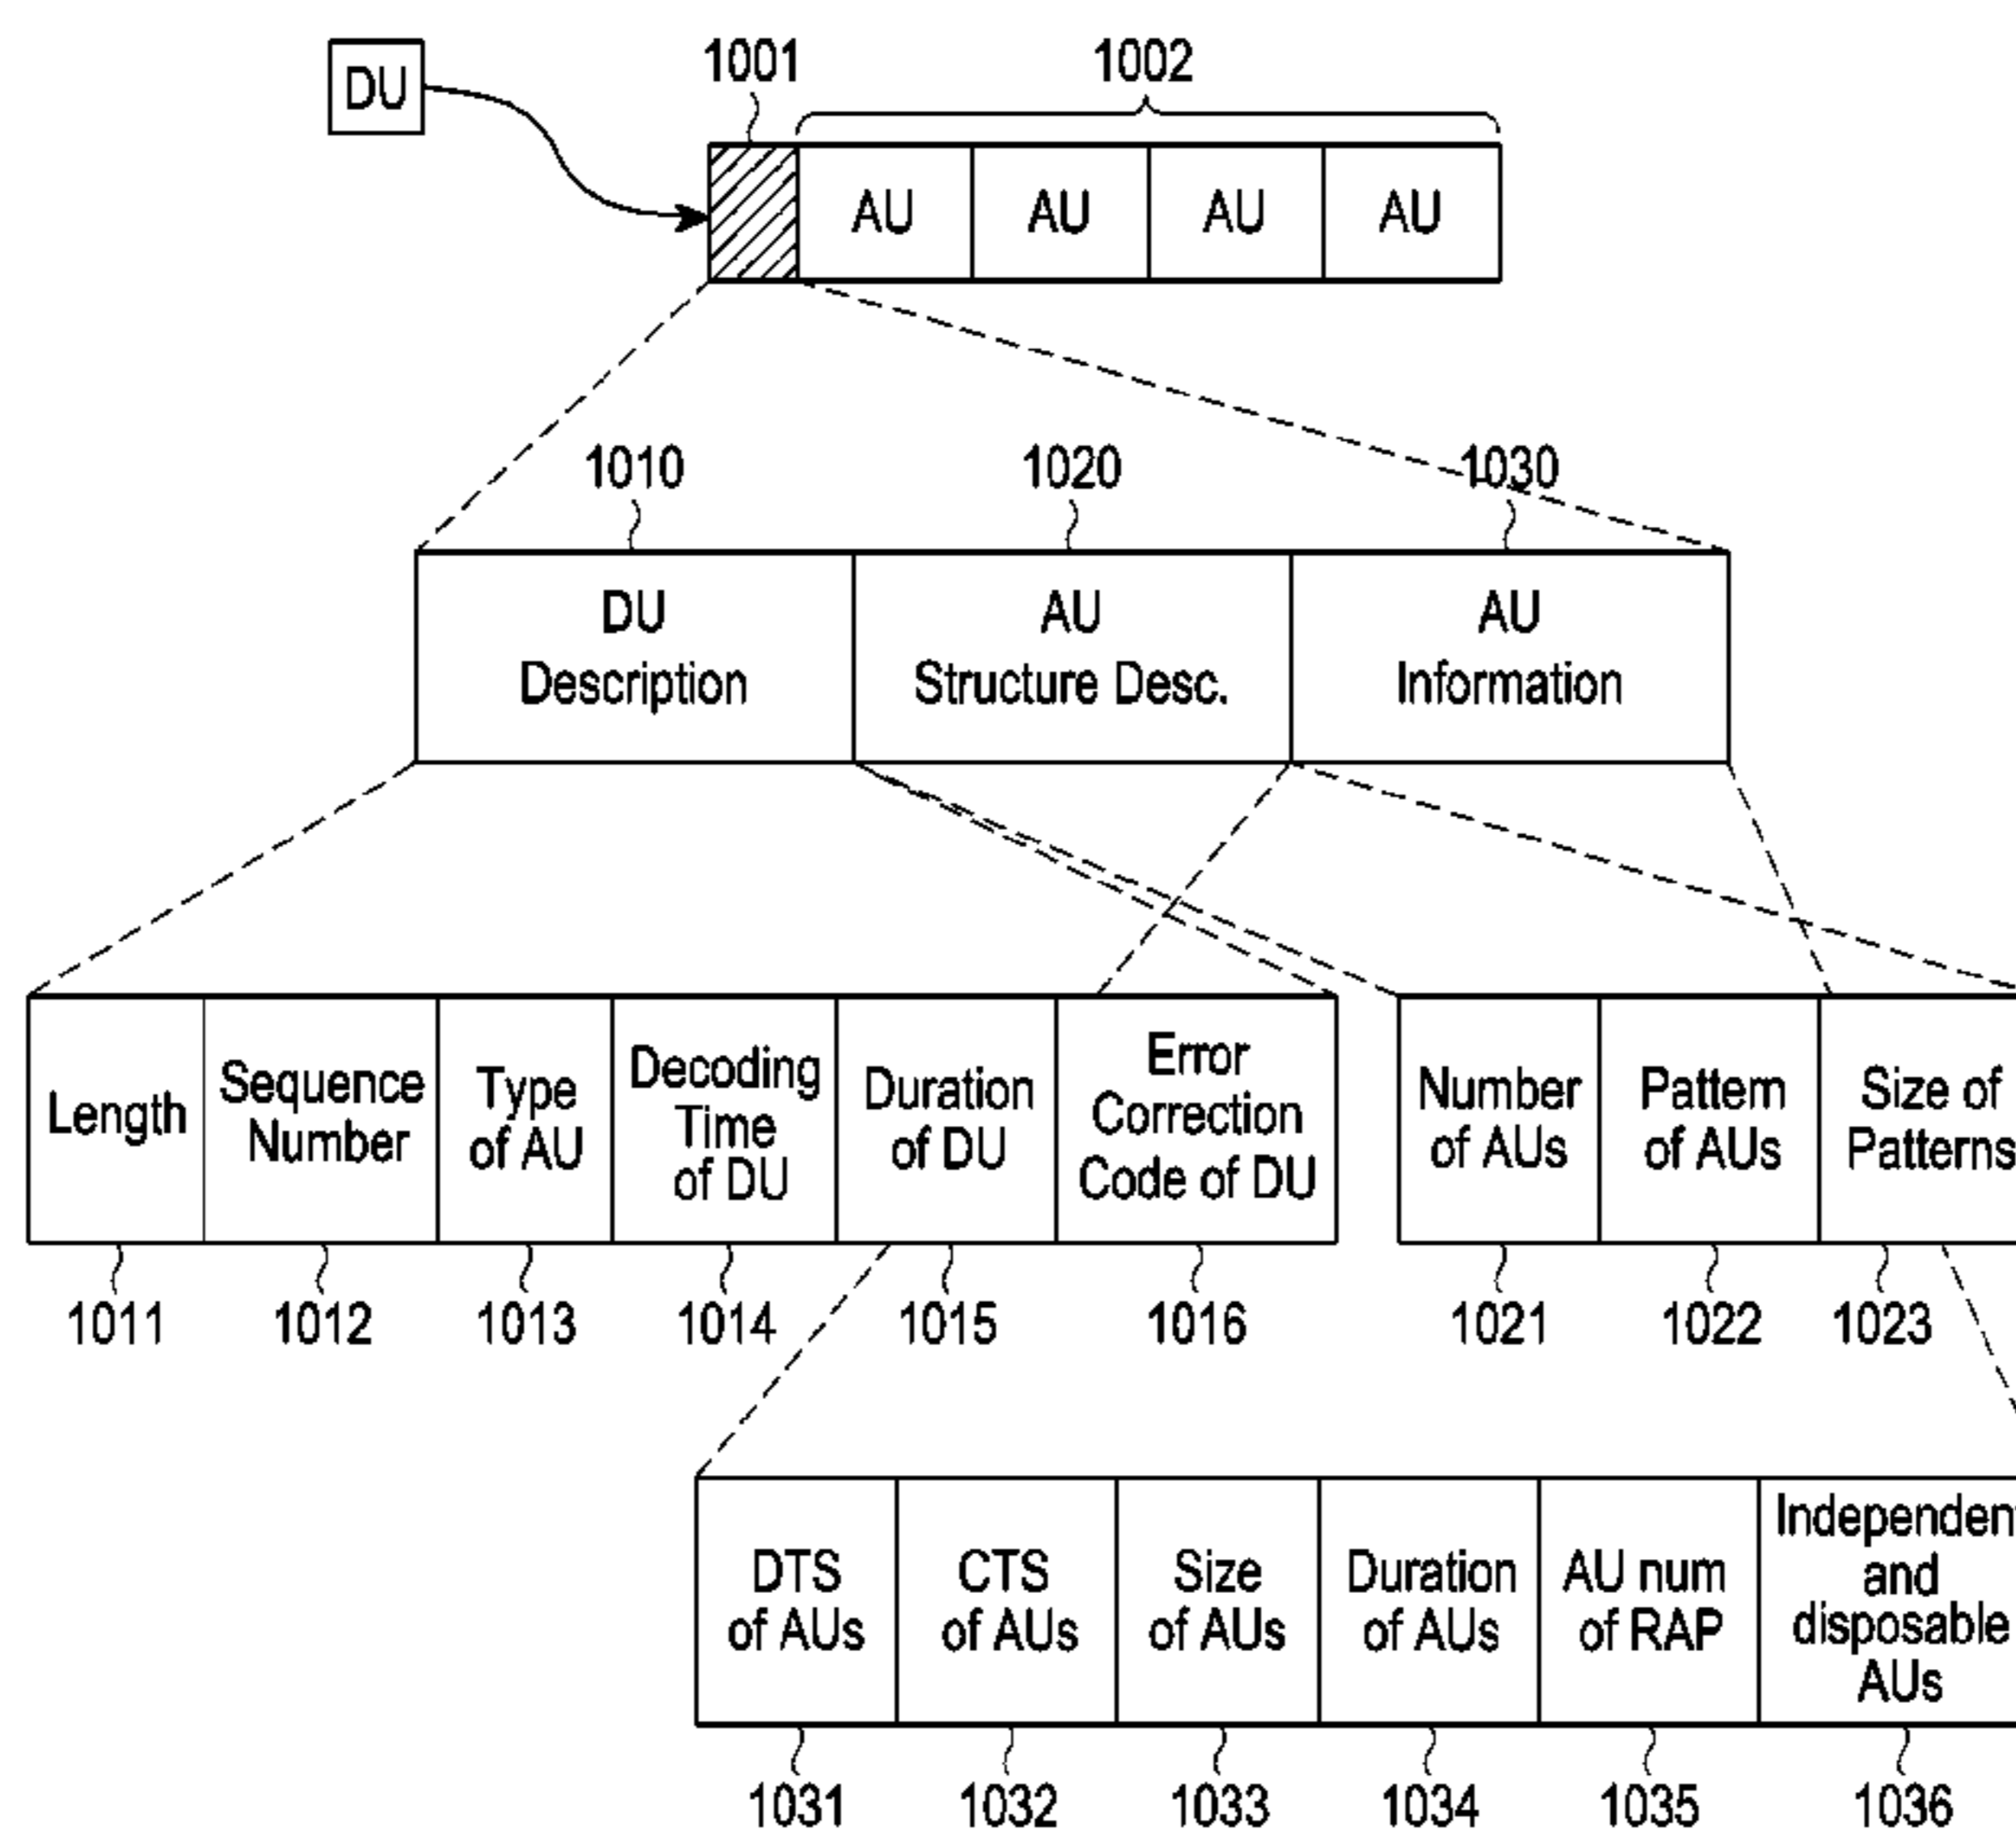 DU
1001
1002
AU AU AU AU
1010
1020
1030
DU
Description
AU
Structure Desc.
AU
Information
Length
Sequence
Number
Type
of AU
Decoding
Time
of DU
Duration
of DU
Error
Correction
Code of DU
Number
of AUs
Pattern
of AUs
Size of
Patterns
1011
1012
1013
1014
1015
1016
1021
1022
1023
DTS
of AUs
CTS
of AUs
Size
of AUs
Duration
of AUs
AU num
of RAP
Independent
and
disposable
AUs
1031
1032
1033
1034
1035
1036